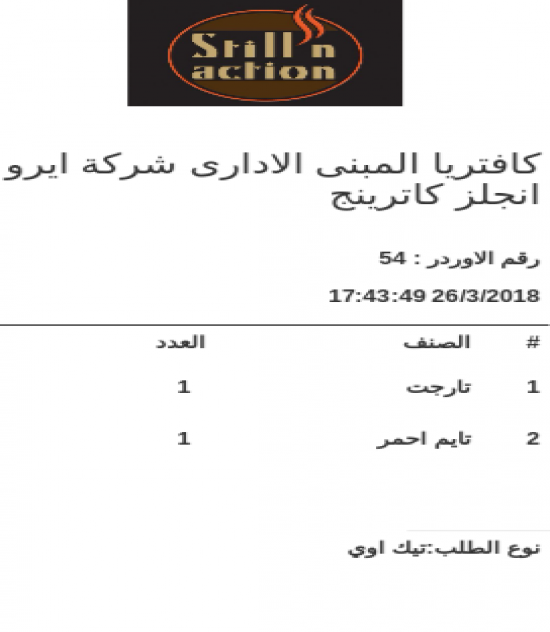 Still'n
action
كافتريا المبنى الادارى شركة ايرو
انجلز كاترينج
رقم الاوردر : 54
17:43:49 26/3/2018
# الصنف العدد
1 تارجت 1
2 تايم احمر 1
نوع الطلب:تيك اوي